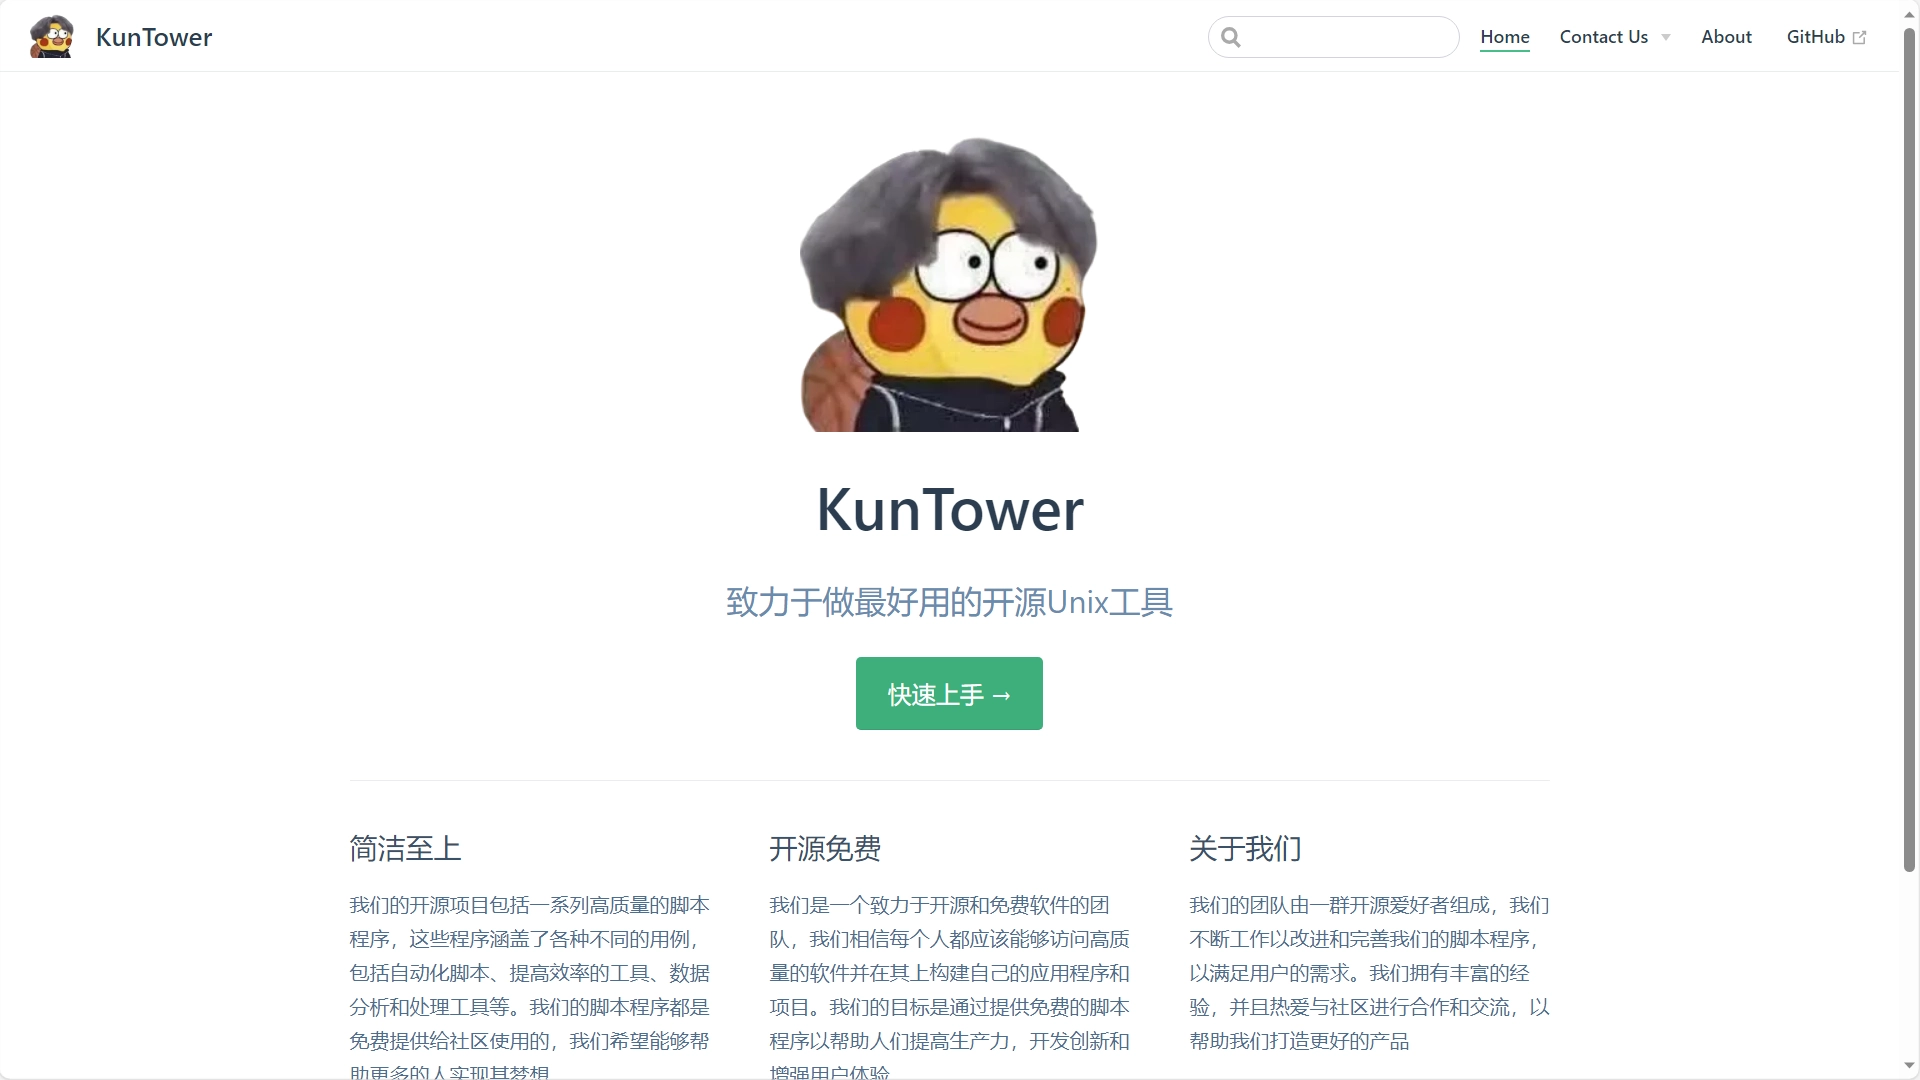 KunTower
Home
Contact Us
About
GitHub
KunTower
致力于做最好用的开源Unix工具
快速上手 →
简洁至上
我们的开源项目包括一系列高质量的脚本
程序，这些程序涵盖了各种不同的用例，
包括自动化脚本、提高效率的工具、数据
分析和处理工具等。我们的脚本程序都是
免费提供给社区使用的，我们希望能够帮
助更多的人实现其梦想
开源免费
我们是一个致力于开源和免费软件的团
队，我们相信每个人都应该能够访问高质
量的软件并在其上构建自己的应用程序和
项目。我们的目标是通过提供免费的脚本
程序以帮助人们提高生产力，开发创新和
增强用户体验
关于我们
我们的团队由一群开源爱好者组成，我们
不断工作以改进和完善我们的脚本程序，
以满足用户的需求。我们拥有丰富的经
验，并且热爱与社区进行合作和交流，以
帮助我们打造更好的产品